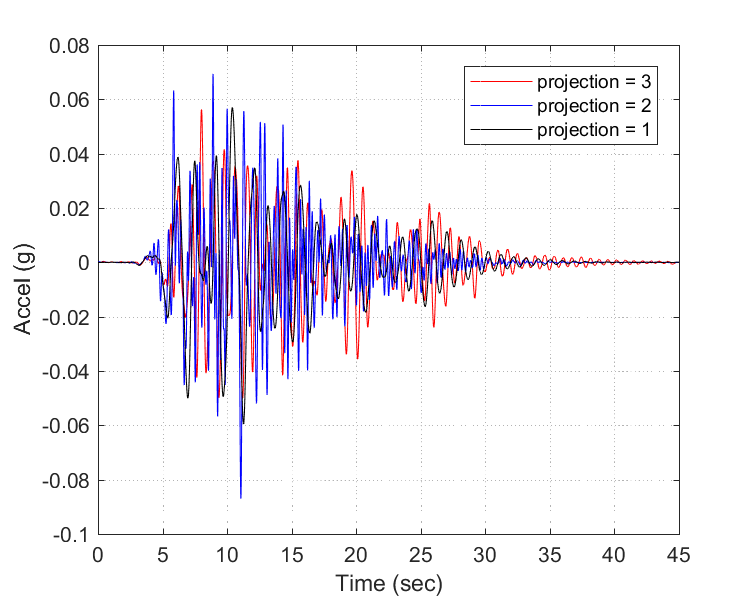 0.08
0.06
0.04
0.02
0
-0.02
-0.04
-0.06
-0.08
-0.1
Accel (g)
projection = 3
projection = 2
projection = 1
0 5 10 15 20 25 30 35 40 45
Time (sec)